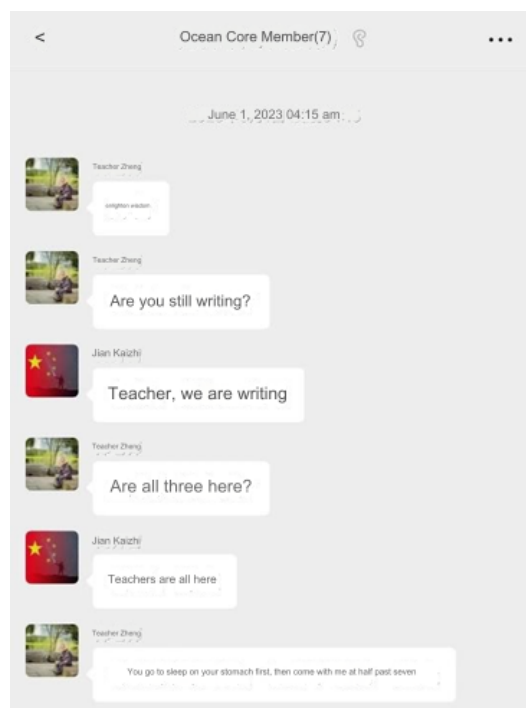 <
Ocean Core Member(7)
June 1, 2023 04:15 am
Teacher Zheng
enlighten wisdom
Teacher Zheng
Are you still writing?
Jian Kaizhi
Teacher, we are writing
Teacher Zheng
Are all three here?
Jian Kaizhi
Teachers are all here
Teacher Zheng
You go to sleep on your stomach first, then come with me at half past seven